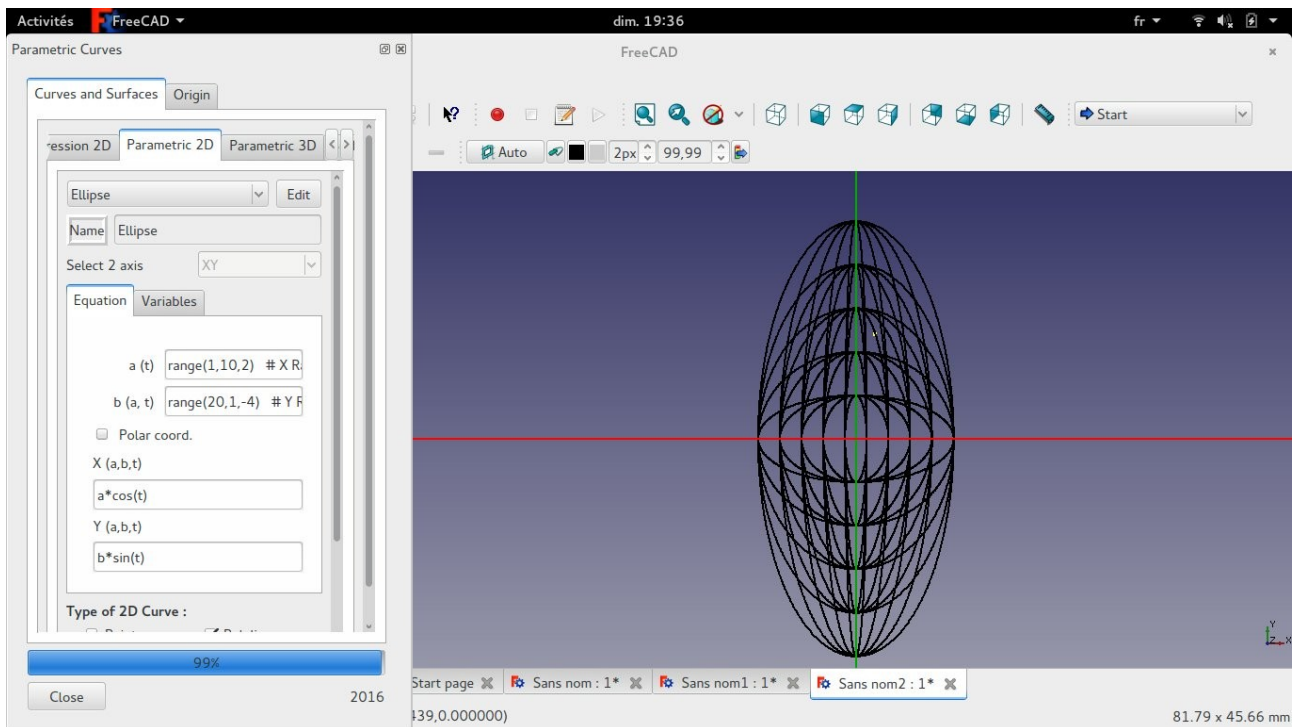 Activités FreeCAD dim. 19:36 fr
Parametric Curves FreeCAD
Curves and Surfaces Origin
ression 2D Parametric 2D Parametric 3D
Start
Auto 2px 99,99
Ellipse Edit
Name Ellipse
Select 2 axis XY
Equation Variables
a (t) range(1,10,2) # X R
b (a, t) range(20,1,-4) # Y R
Polar coord.
X (a,b,t)
a*cos(t)
Y (a,b,t)
b*sin(t)
Type of 2D Curve :
Y
Z X
99%
Start page Sans nom : 1* Sans nom1 : 1* Sans nom2 : 1*
Close 2016
439,0.000000) 81.79 x 45.66 mm